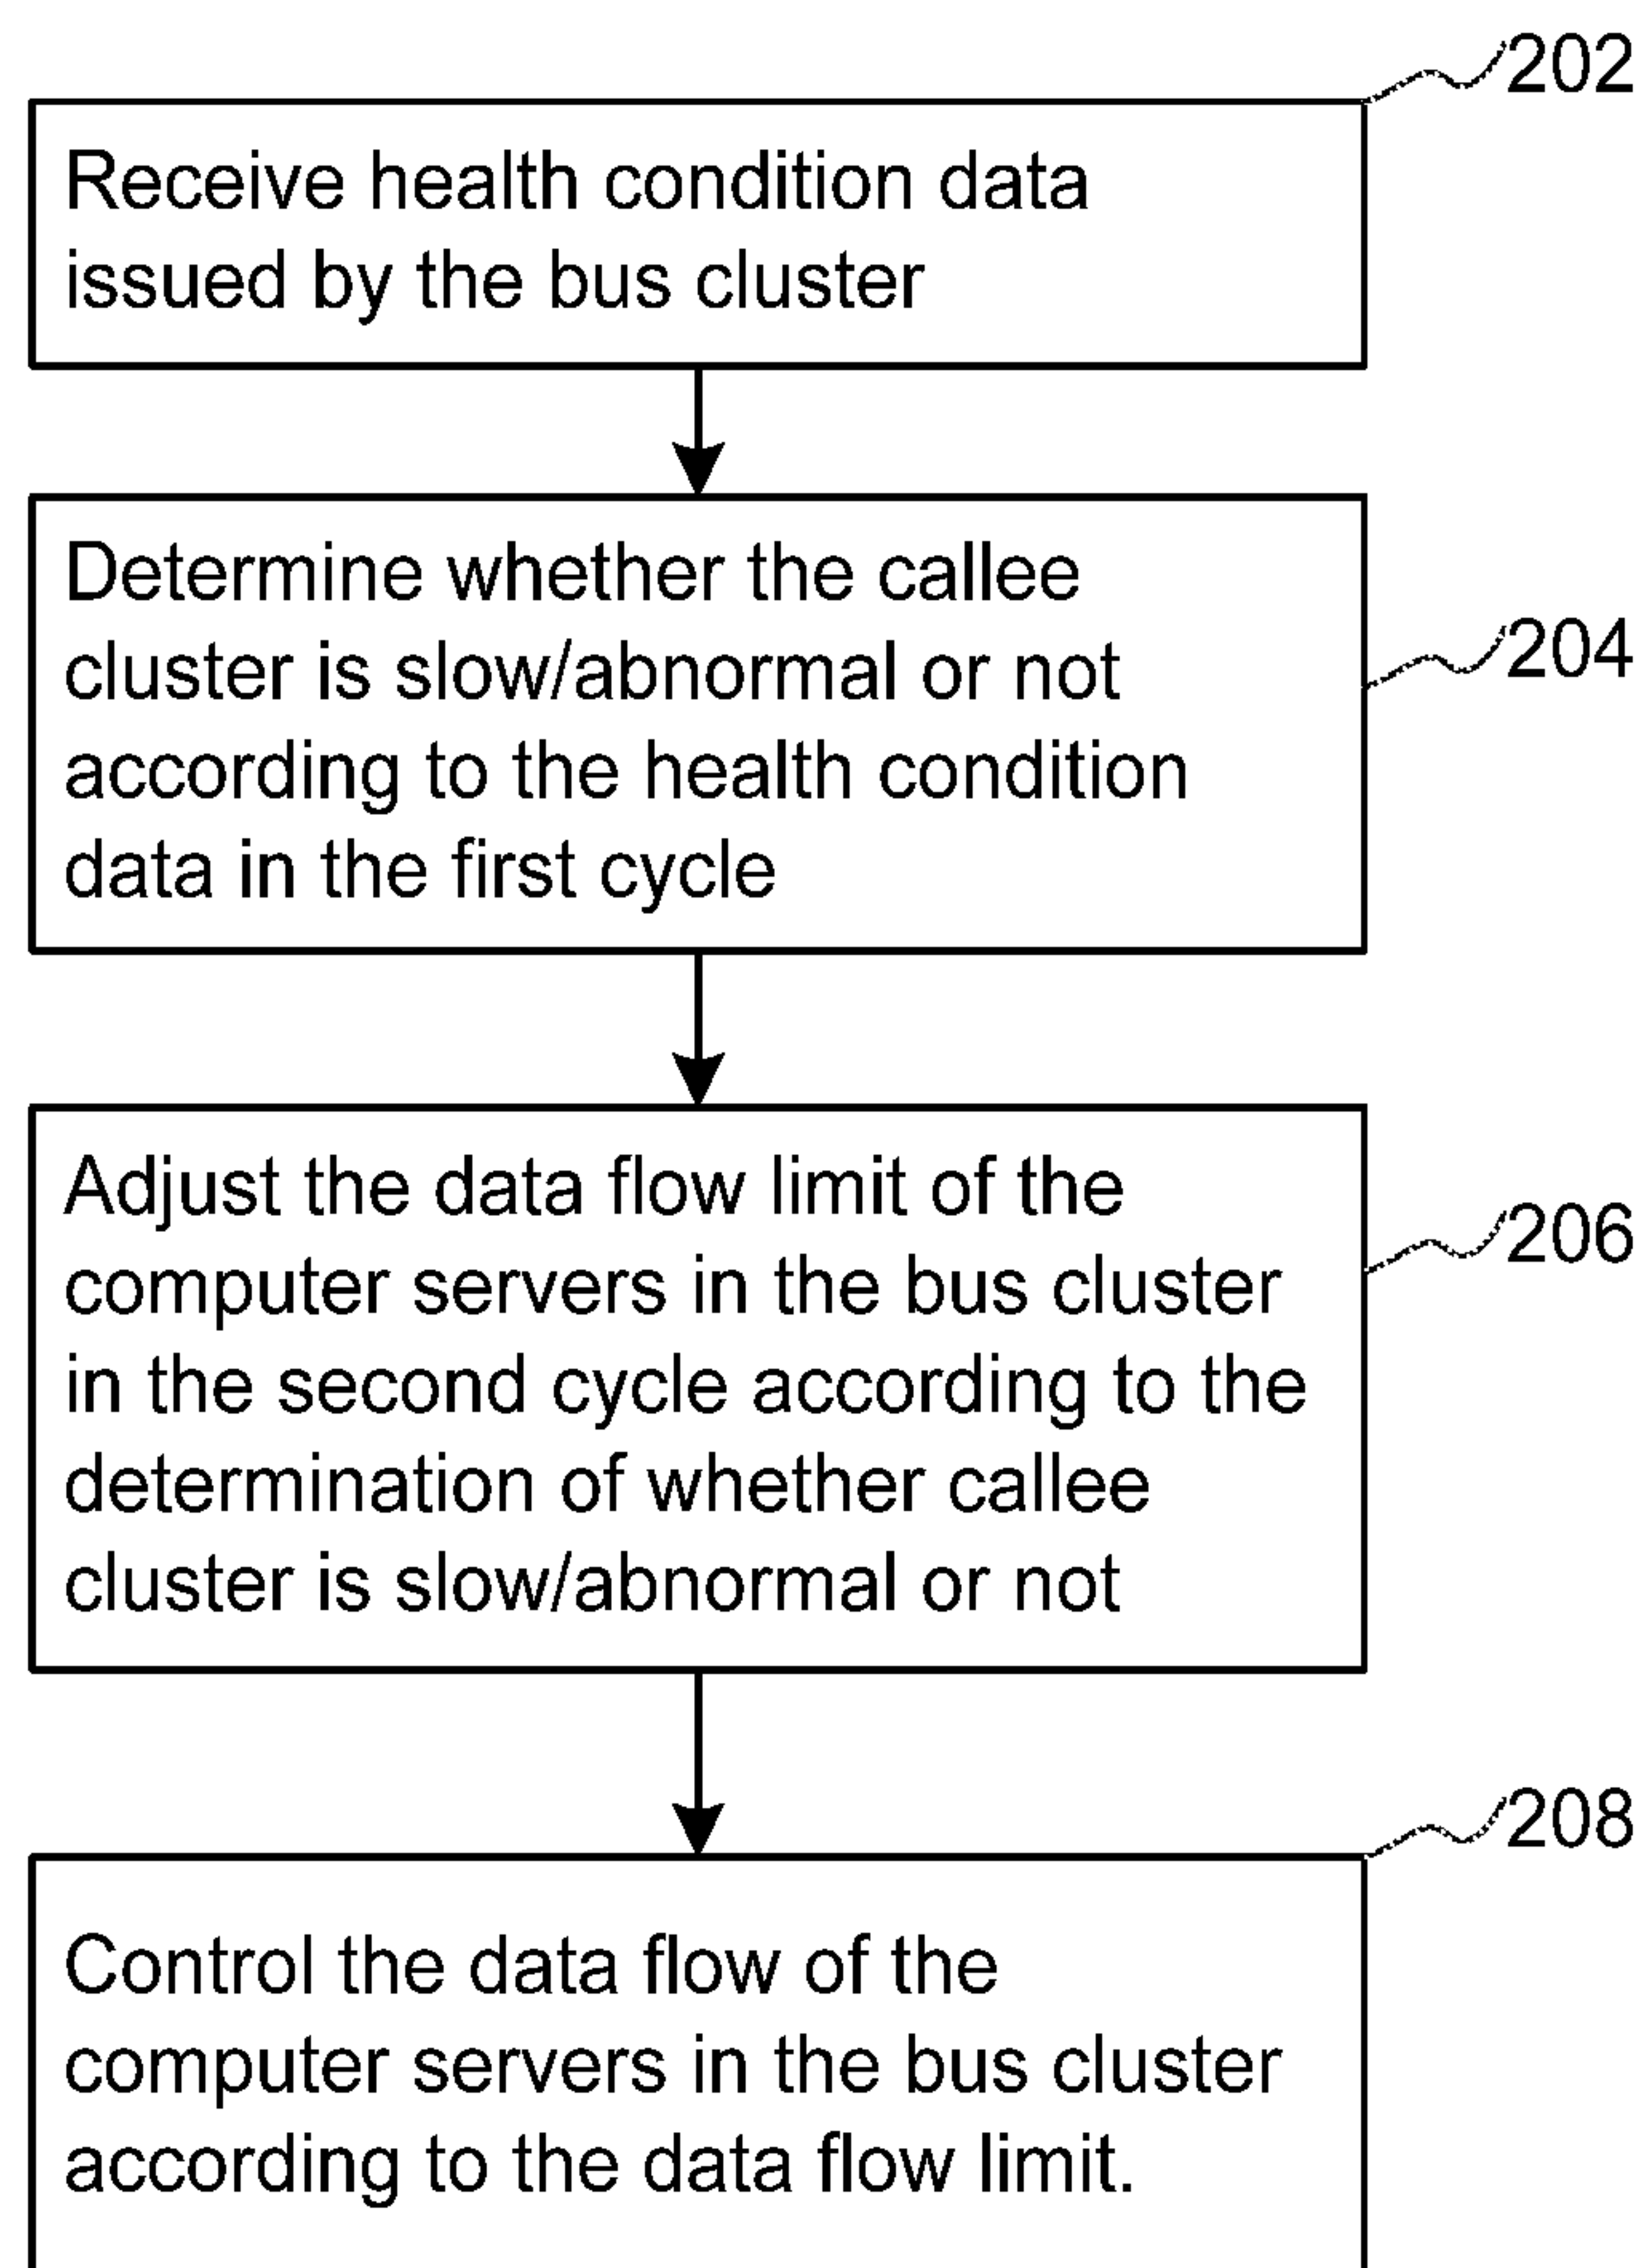 202
Receive health condition data
issued by the bus cluster
204
Determine whether the callee
cluster is slow/abnormal or not
according to the health condition
data in the first cycle
206
Adjust the data flow limit of the
computer servers in the bus cluster
in the second cycle according to the
determination of whether callee
cluster is slow/abnormal or not
208
Control the data flow of the
computer servers in the bus cluster
according to the data flow limit.